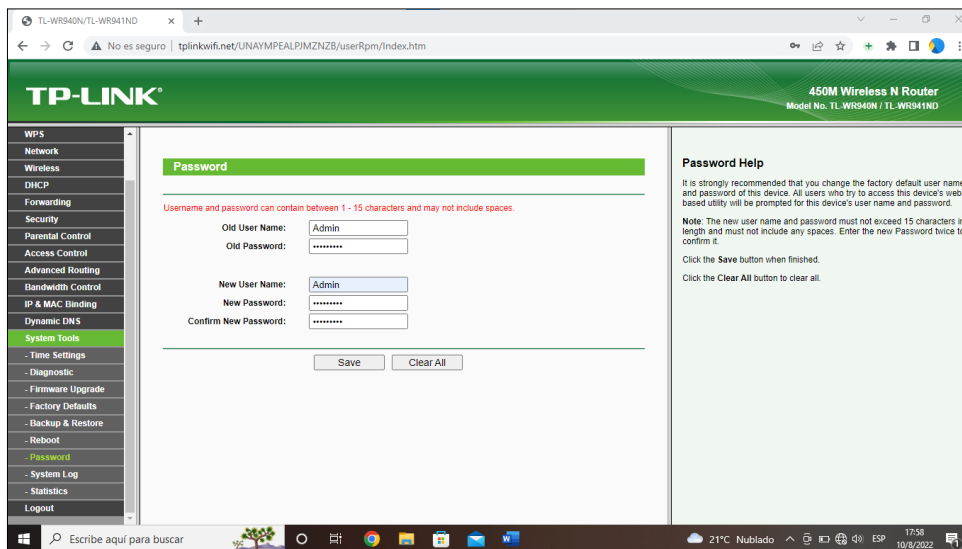 TL-WR940N/TL-WR941ND
No es seguro | tplinkwifi.net/UNAYMPEALPJMZNZB/userRpm/Index.htm
TP-LINK®
450M Wireless N Router
Model No. TL-WR940N / TL-WR941ND
WPS
Network
Wireless
DHCP
Forwarding
Security
Parental Control
Access Control
Advanced Routing
Bandwidth Control
IP & MAC Binding
Dynamic DNS
System Tools
- Time Settings
- Diagnostic
- Firmware Upgrade
- Factory Defaults
- Backup & Restore
- Reboot
- Password
- System Log
- Statistics
Logout
Password
Username and password can contain between 1 - 15 characters and may not include spaces.
Old User Name: Admin
Old Password: •••••••••
New User Name: Admin
New Password: •••••••••
Confirm New Password: •••••••••
Save Clear All
Password Help
It is strongly recommended that you change the factory default user name
and password of this device. All users who try to access this device's web-
based utility will be prompted for this device's user name and password.
Note: The new user name and password must not exceed 15 characters in
length and must not include any spaces. Enter the new Password twice to
confirm it.
Click the Save button when finished.
Click the Clear All button to clear all.
Escribe aquí para buscar
21°C Nublado
ESP
17:58
10/8/2022
1